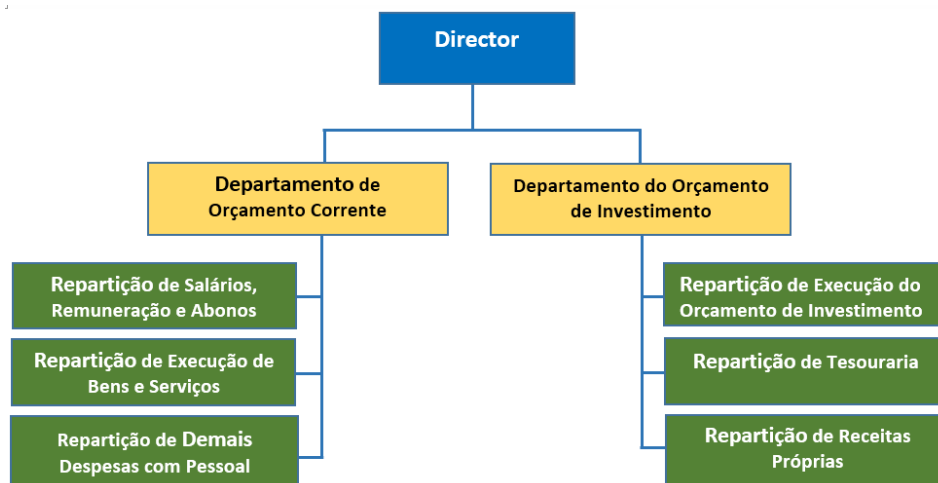 Director
Departamento de
Orçamento Corrente
Departamento do Orçamento
de Investimento
Repartição de Salários,
Remuneração e Abonos
Repartição de Execução do
Orçamento de Investimento
Repartição de Execução de
Bens e Serviços
Repartição de Tesouraria
Repartição de Demais
Despesas com Pessoal
Repartição de Receitas
Próprias